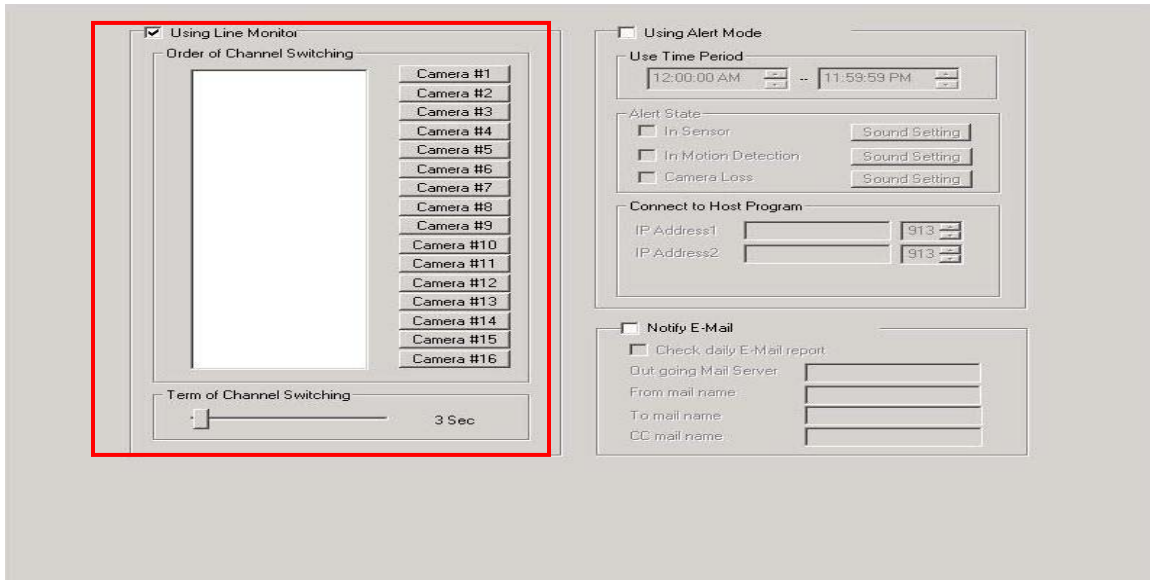 Using Line Monitor
Order of Channel Switching
Camera #1
Camera #2
Camera #3
Camera #4
Camera #5
Camera #6
Camera #7
Camera #8
Camera #9
Camera #10
Camera #11
Camera #12
Camera #13
Camera #14
Camera #15
Camera #16
Term of Channel Switching
3 Sec
Using Alert Mode
Use Time Period
12:00:00 AM -- 11:59:59 PM
Alert State
In Sensor Sound Setting
In Motion Detection Sound Setting
Camera Loss Sound Setting
Connect to Host Program
IP Address1 913
IP Address2 913
Notify E-Mail
Check daily E-Mail report
Out going Mail Server
From mail name
To mail name
CC mail name